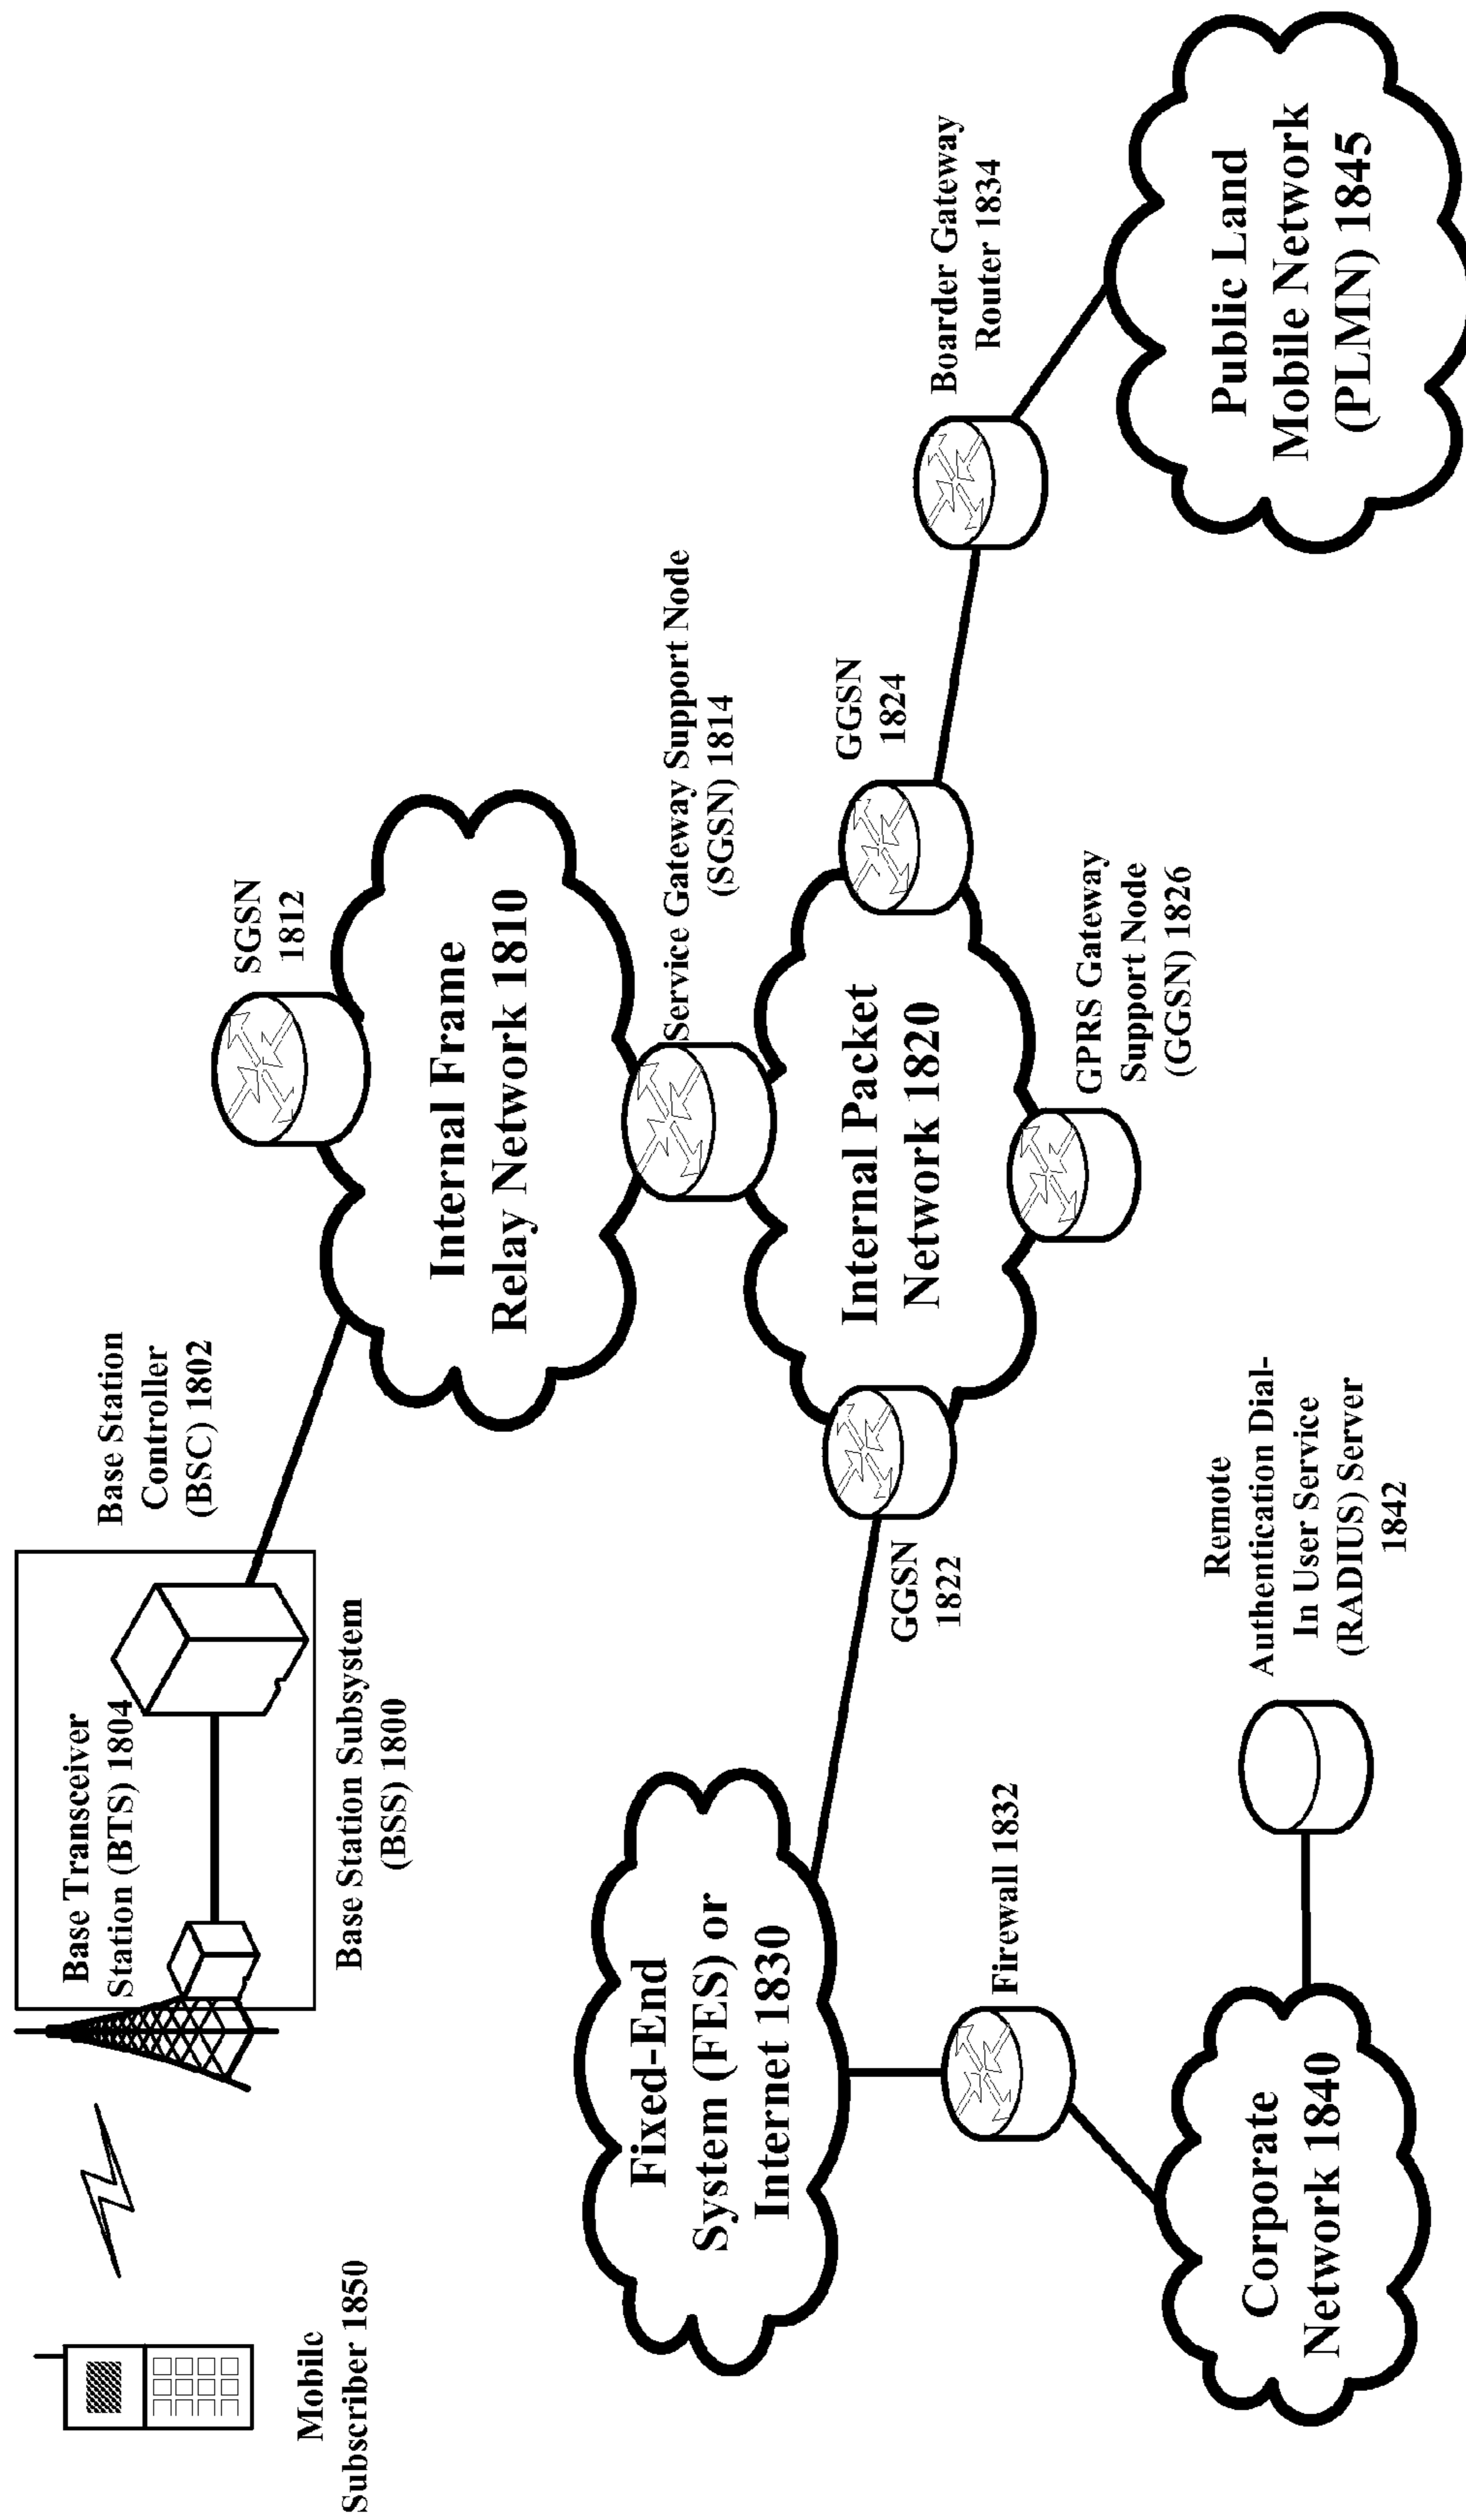 Mobile
Subscriber 1850
Base Transceiver
Station (BTS) 1804
Base Station Subsystem
(BSS) 1800
Base Station
Controller
(BSC) 1802
SGSN
1812
Internal Frame
Relay Network 1810
Service Gateway Support Node
(SGSN) 1814
Fixed-End
System (FES) or
Internet 1830
GGSN
1822
Internal Packet
Network 1820
GGSN
1824
GPRS Gateway
Support Node
(GGSN) 1826
Boarder Gateway
Router 1834
Public Land
Mobile Network
(PLMN) 1845
Firewall 1832
Corporate
Network 1840
Remote
Authentication Dial-
In User Service
(RADIUS) Server
1842